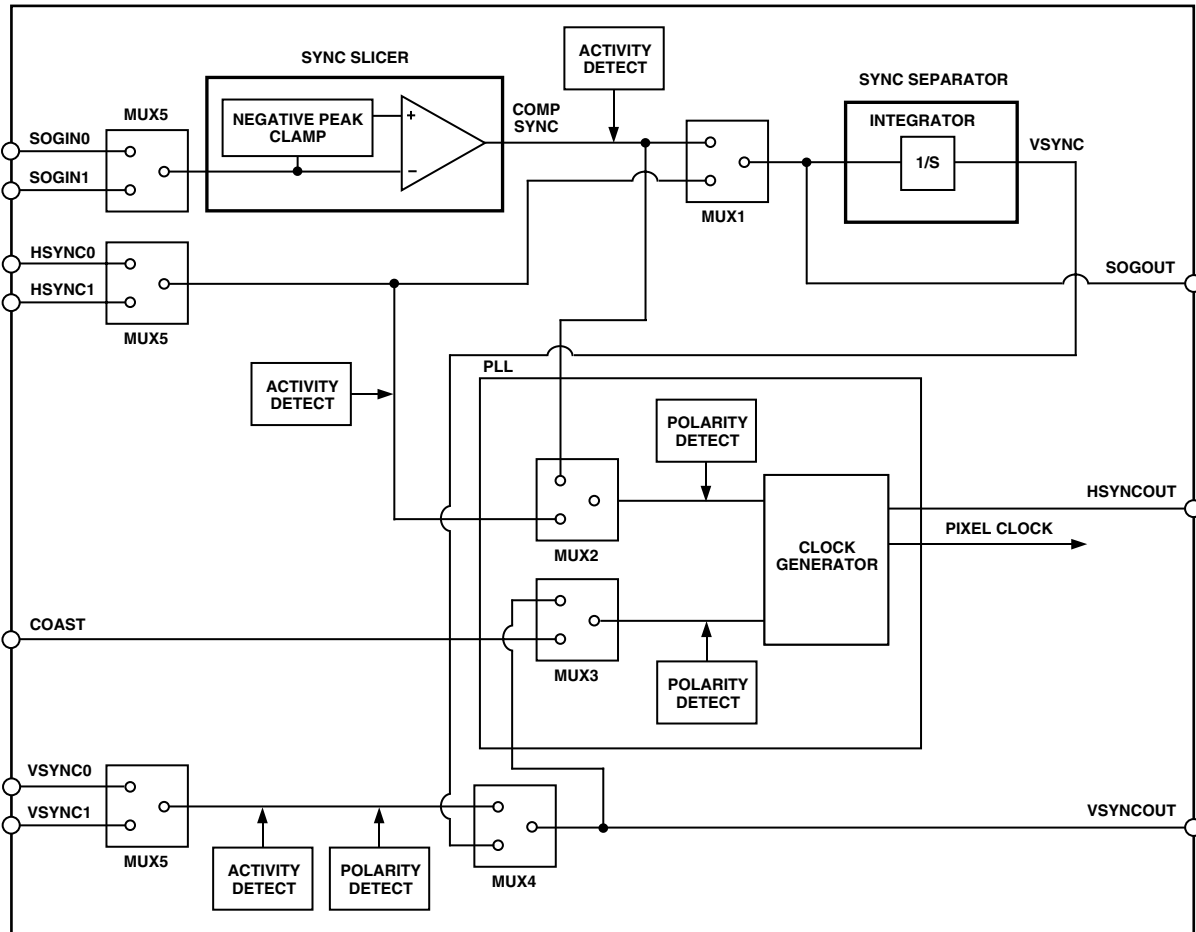 ACTIVITY
DETECT
SYNC SLICER
SYNC SEPARATOR
MUX5
NEGATIVE PEAK
CLAMP
+
−
COMP
SYNC
INTEGRATOR
1/S
VSYNC
SOGIN0
SOGIN1
MUX1
HSYNC0
HSYNC1
MUX5
SOGOUT
PLL
ACTIVITY
DETECT
POLARITY
DETECT
HSYNCOUT
PIXEL CLOCK
MUX2
CLOCK
GENERATOR
COAST
MUX3
POLARITY
DETECT
VSYNC0
VSYNC1
MUX5
ACTIVITY
DETECT
POLARITY
DETECT
MUX4
VSYNCOUT